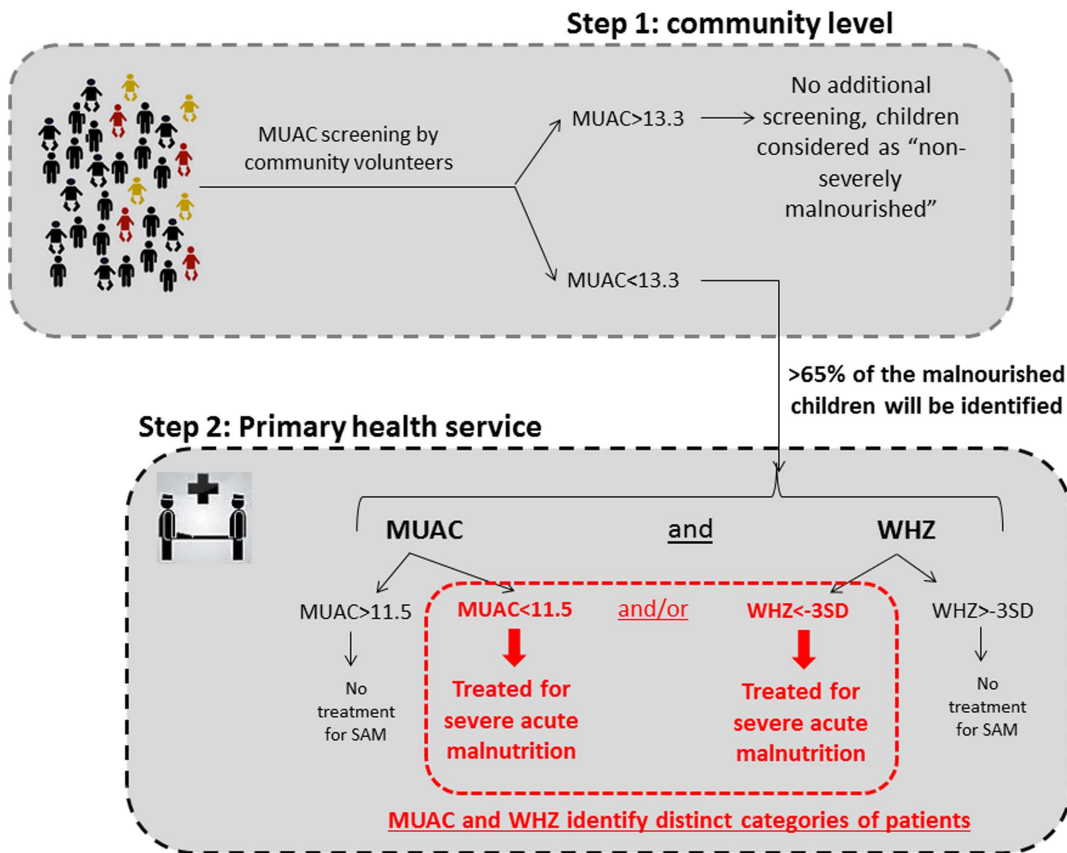 Step 1: community level
MUAC screening by
community volunteers
MUAC>13.3
No additional
screening, children
considered as “non-
severely
malnourished”
MUAC<13.3
>65% of the malnourished
children will be identified
Step 2: Primary health service
MUAC
and
WHZ
MUAC>11.5
MUAC<11.5
and/or
WHZ<-3SD
WHZ>-3SD
No
treatment
for SAM
Treated for
severe acute
malnutrition
Treated for
severe acute
malnutrition
No
treatment
for SAM
MUAC and WHZ identify distinct categories of patients